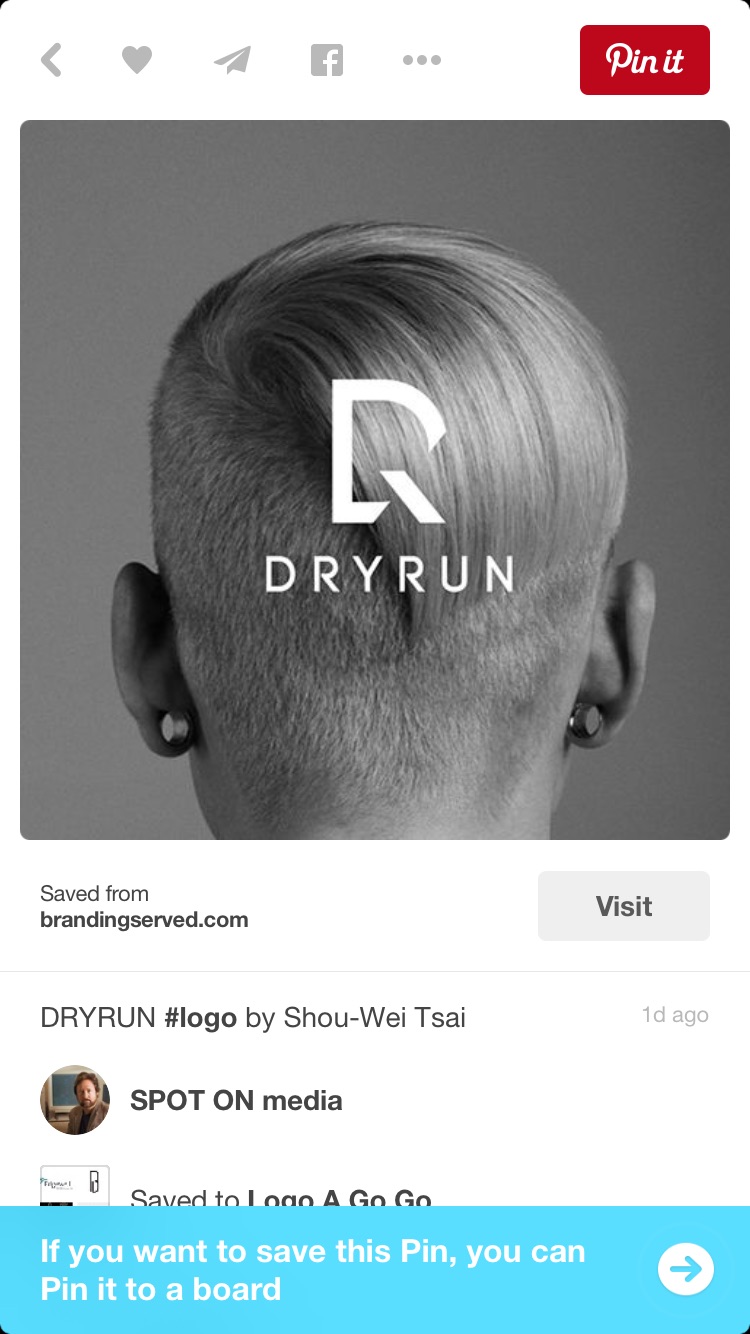 Pin it
DRYRUN
Saved from
brandingserved.com
Visit
DRYRUN #logo by Shou-Wei Tsai
1d ago
SPOT ON media
Saved to Logo A Go Go
If you want to save this Pin, you can
Pin it to a board